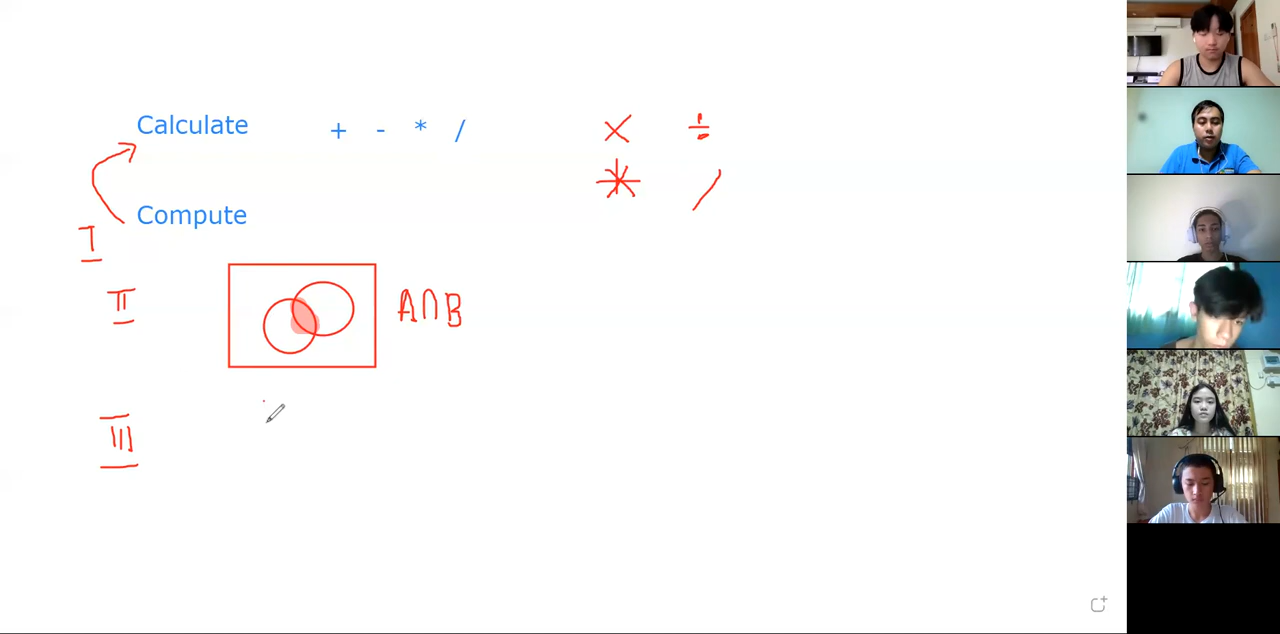 Calculate + - * / × ÷
* /
Compute
I
II A∩B
III